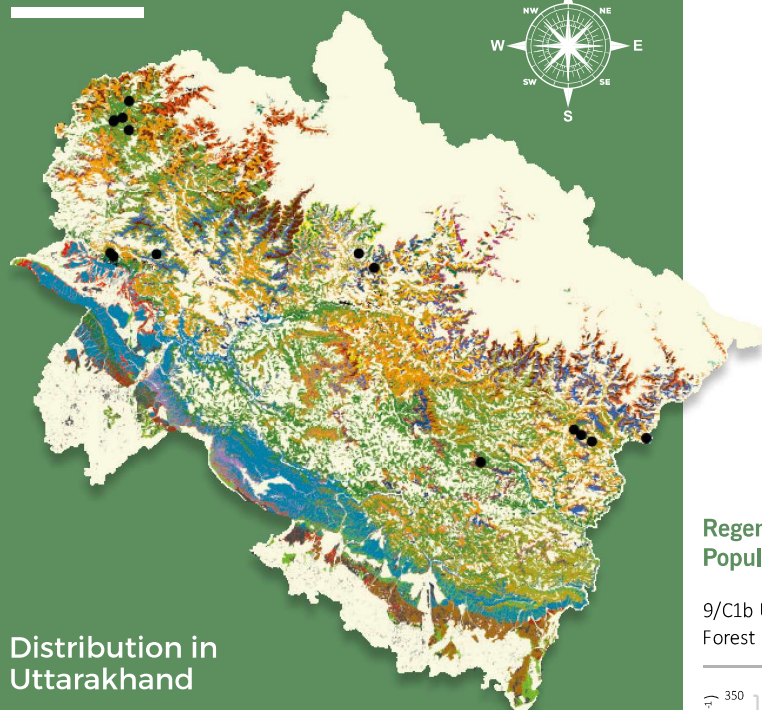 NW
NE
W
E
SW
SE
S
Regen
Popul
9/C1b
Forest
350
Distribution in
Uttarakhand